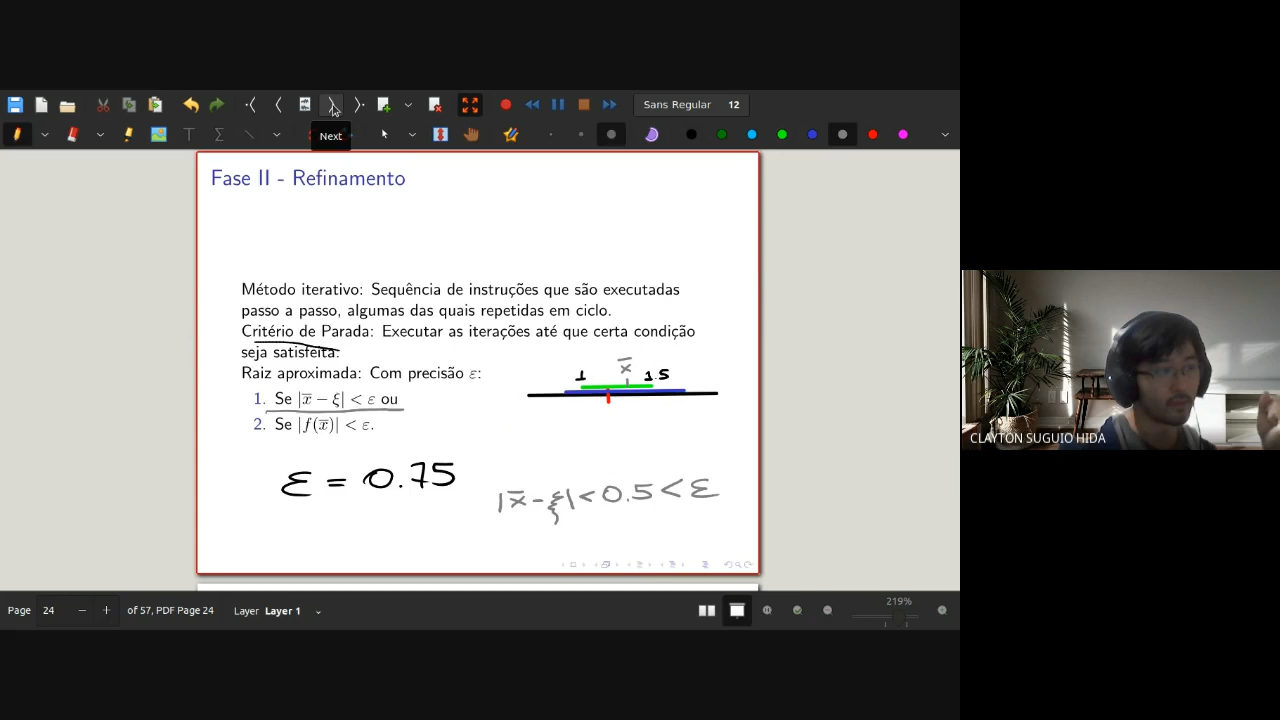 Sans Regular 12
Next
Fase II - Refinamento
Método iterativo: Sequência de instruções que são executadas
passo a passo, algumas das quais repetidas em ciclo.
Critério de Parada: Executar as iterações até que certa condição
seja satisfeita:
Raiz aproximada: Com precisão ε:
1. Se |x̅ − ξ| < ε ou
2. Se |f(x̅)| < ε.
x̅
1 1.5
ε = 0.75
|x̅ − ξ| < 0.5 < ε
CLAYTON SUGUIO HIDA
Page 24 − + of 57, PDF Page 24 Layer Layer 1
219%